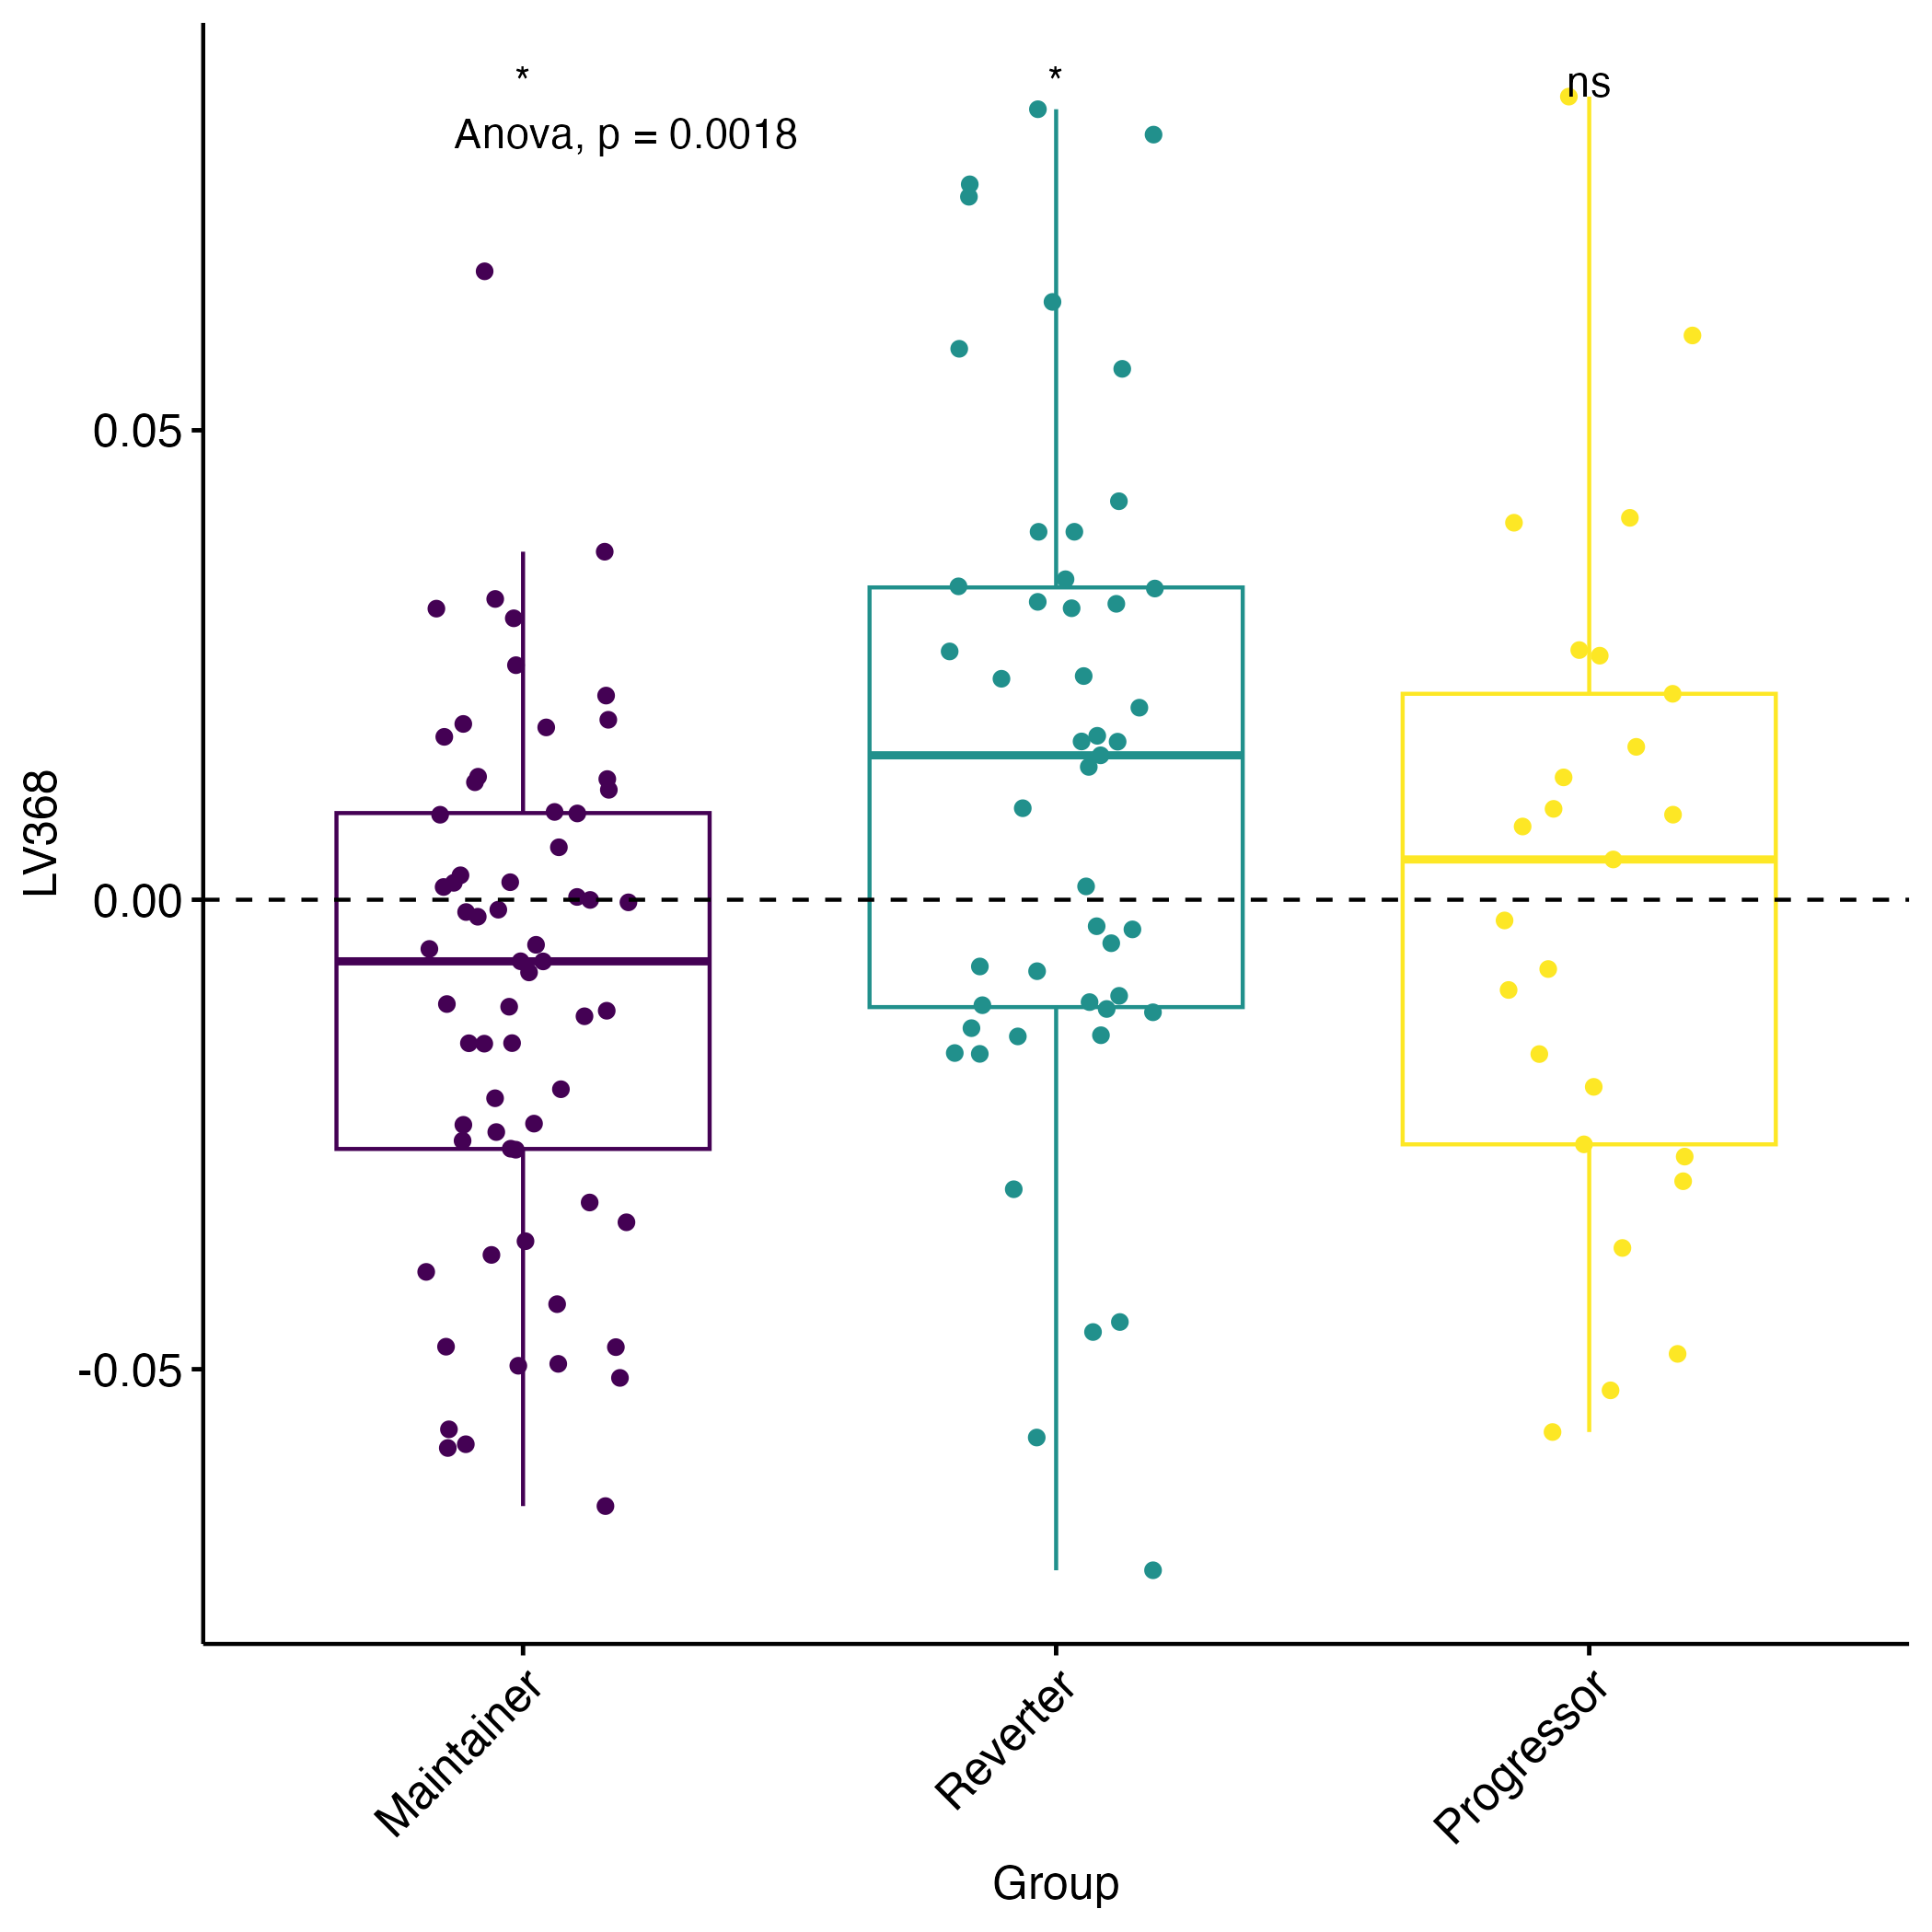 * * ns
Anova, p = 0.0018
0.05
0.00
-0.05
LV368
Maintainer
Reverter
Progressor
Group